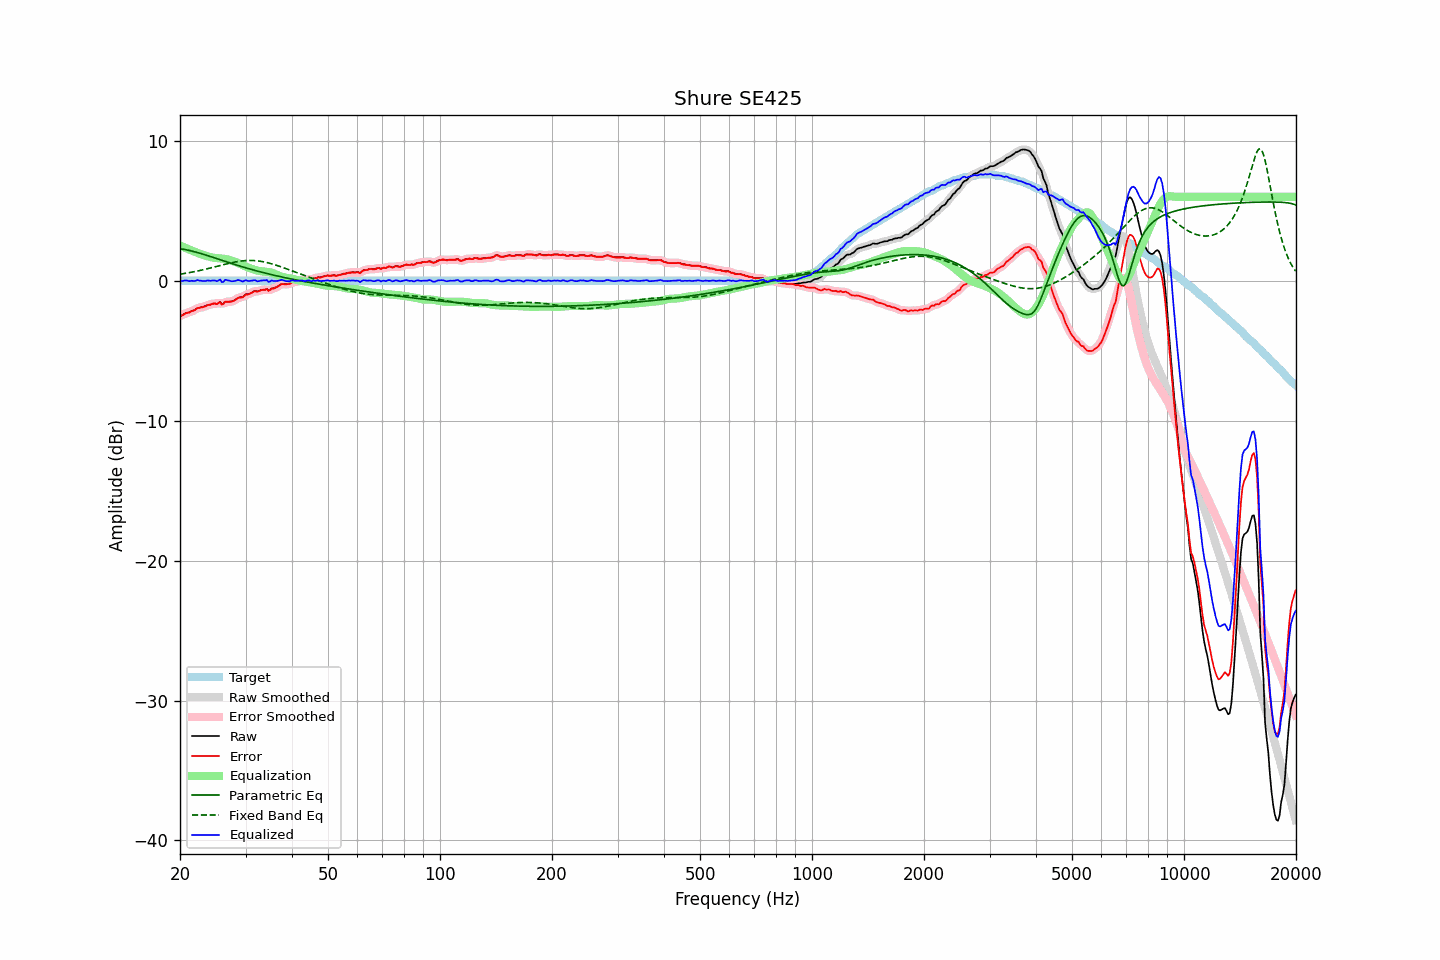 Shure SE425
Amplitude (dBr)
10
0
−10
−20
−30
−40
Target
Raw Smoothed
Error Smoothed
Raw
Error
Equalization
Parametric Eq
Fixed Band Eq
Equalized
20 50 100 200 500 1000 2000 5000 10000 20000
Frequency (Hz)